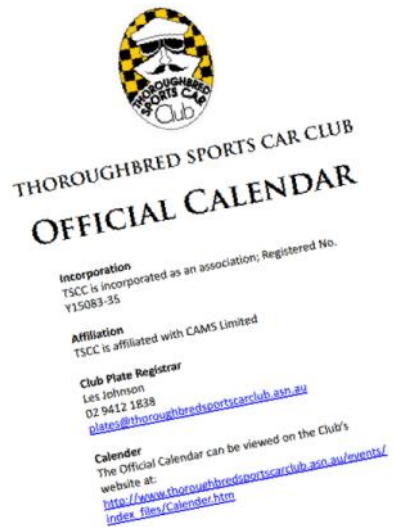 THOROUGHBRED
SPORTS CAR
Club
THOROUGHBRED SPORTS CAR CLUB
OFFICIAL CALENDAR
Incorporation
TSCC is incorporated as an association; Registered No.
Y15083-35
Affiliation
TSCC is affiliated with CAMS Limited
Club Plate Registrar
Les Johnson
02 9412 1838
plates@thoroughbredsportscarclub.asn.au
Calender
The Official Calendar can be viewed on the Club's
website at:
http://www.thoroughbredsportscarclub.asn.au/events/
index_files/Calender.htm